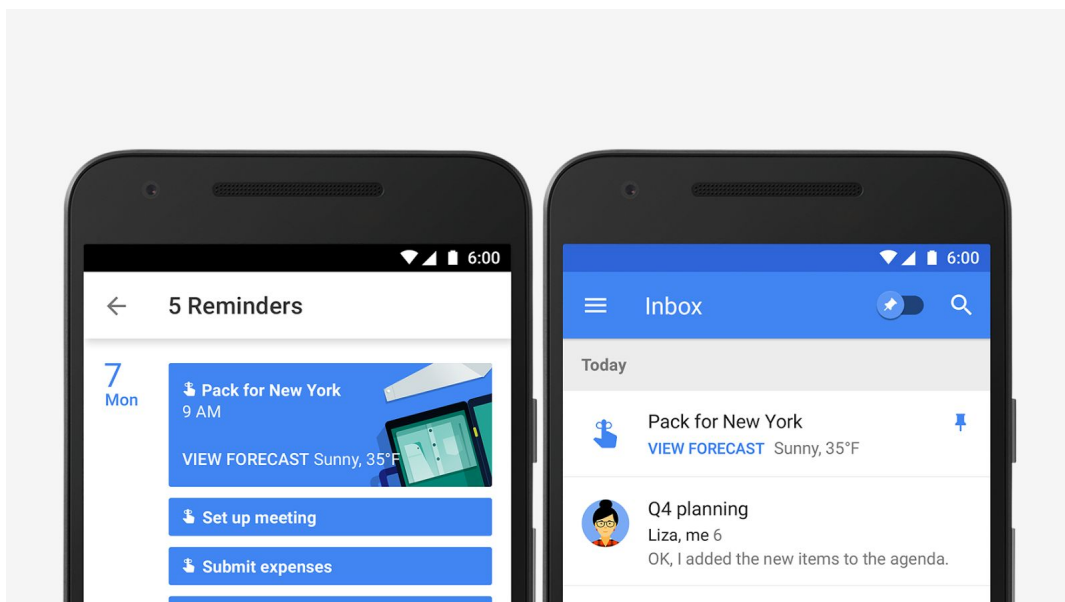 6:00
5 Reminders
7
Mon
Pack for New York
9 AM
VIEW FORECAST Sunny, 35°F
Set up meeting
Submit expenses
6:00
Inbox
Today
Pack for New York
VIEW FORECAST Sunny, 35°F
Q4 planning
Liza, me 6
OK, I added the new items to the agenda.